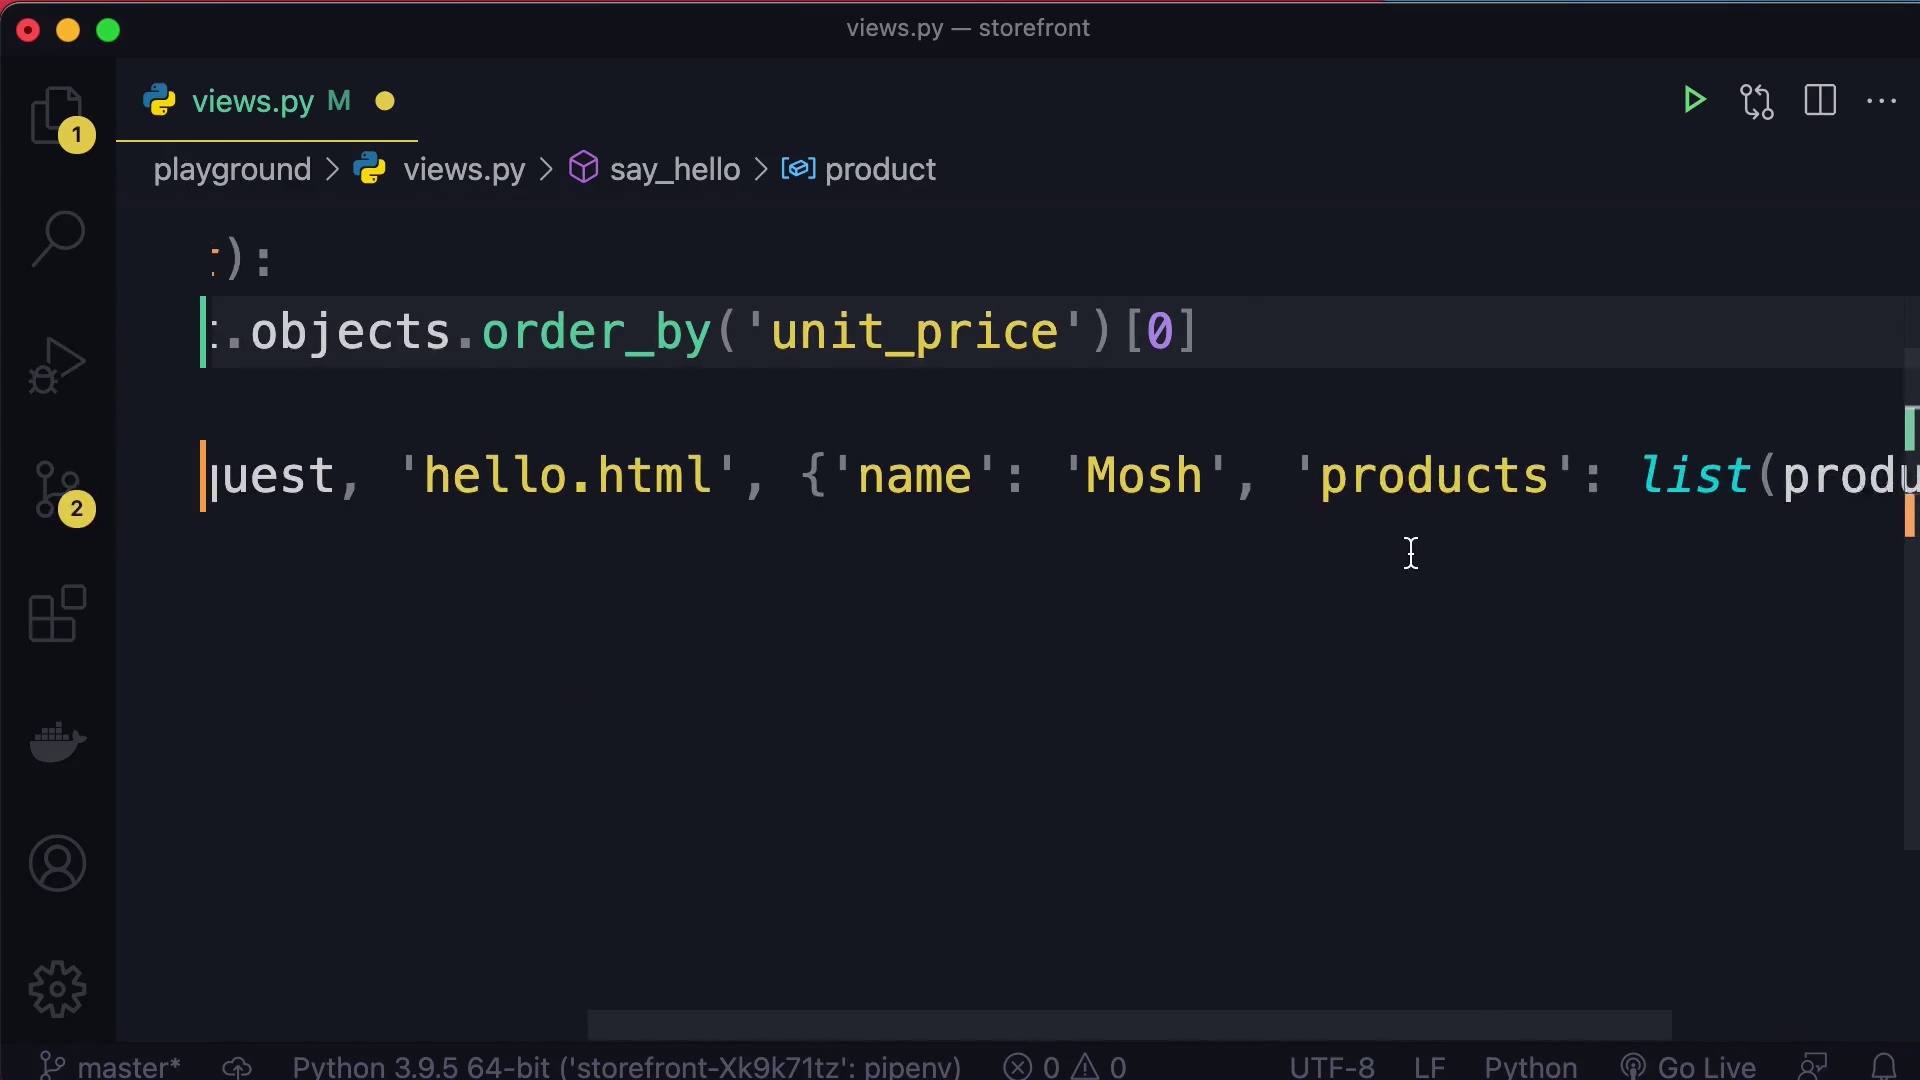 views.py — storefront
views.py M
1
playground > views.py > say_hello > product
):
.objects.order_by('unit_price')[0]
quest, 'hello.html', {'name': 'Mosh', 'products': list(produ
2
master*
Python 3.9.5 64-bit ('storefront-Xk9k71tz': pipenv)
0 0
UTF-8
LF
Python
Go Live